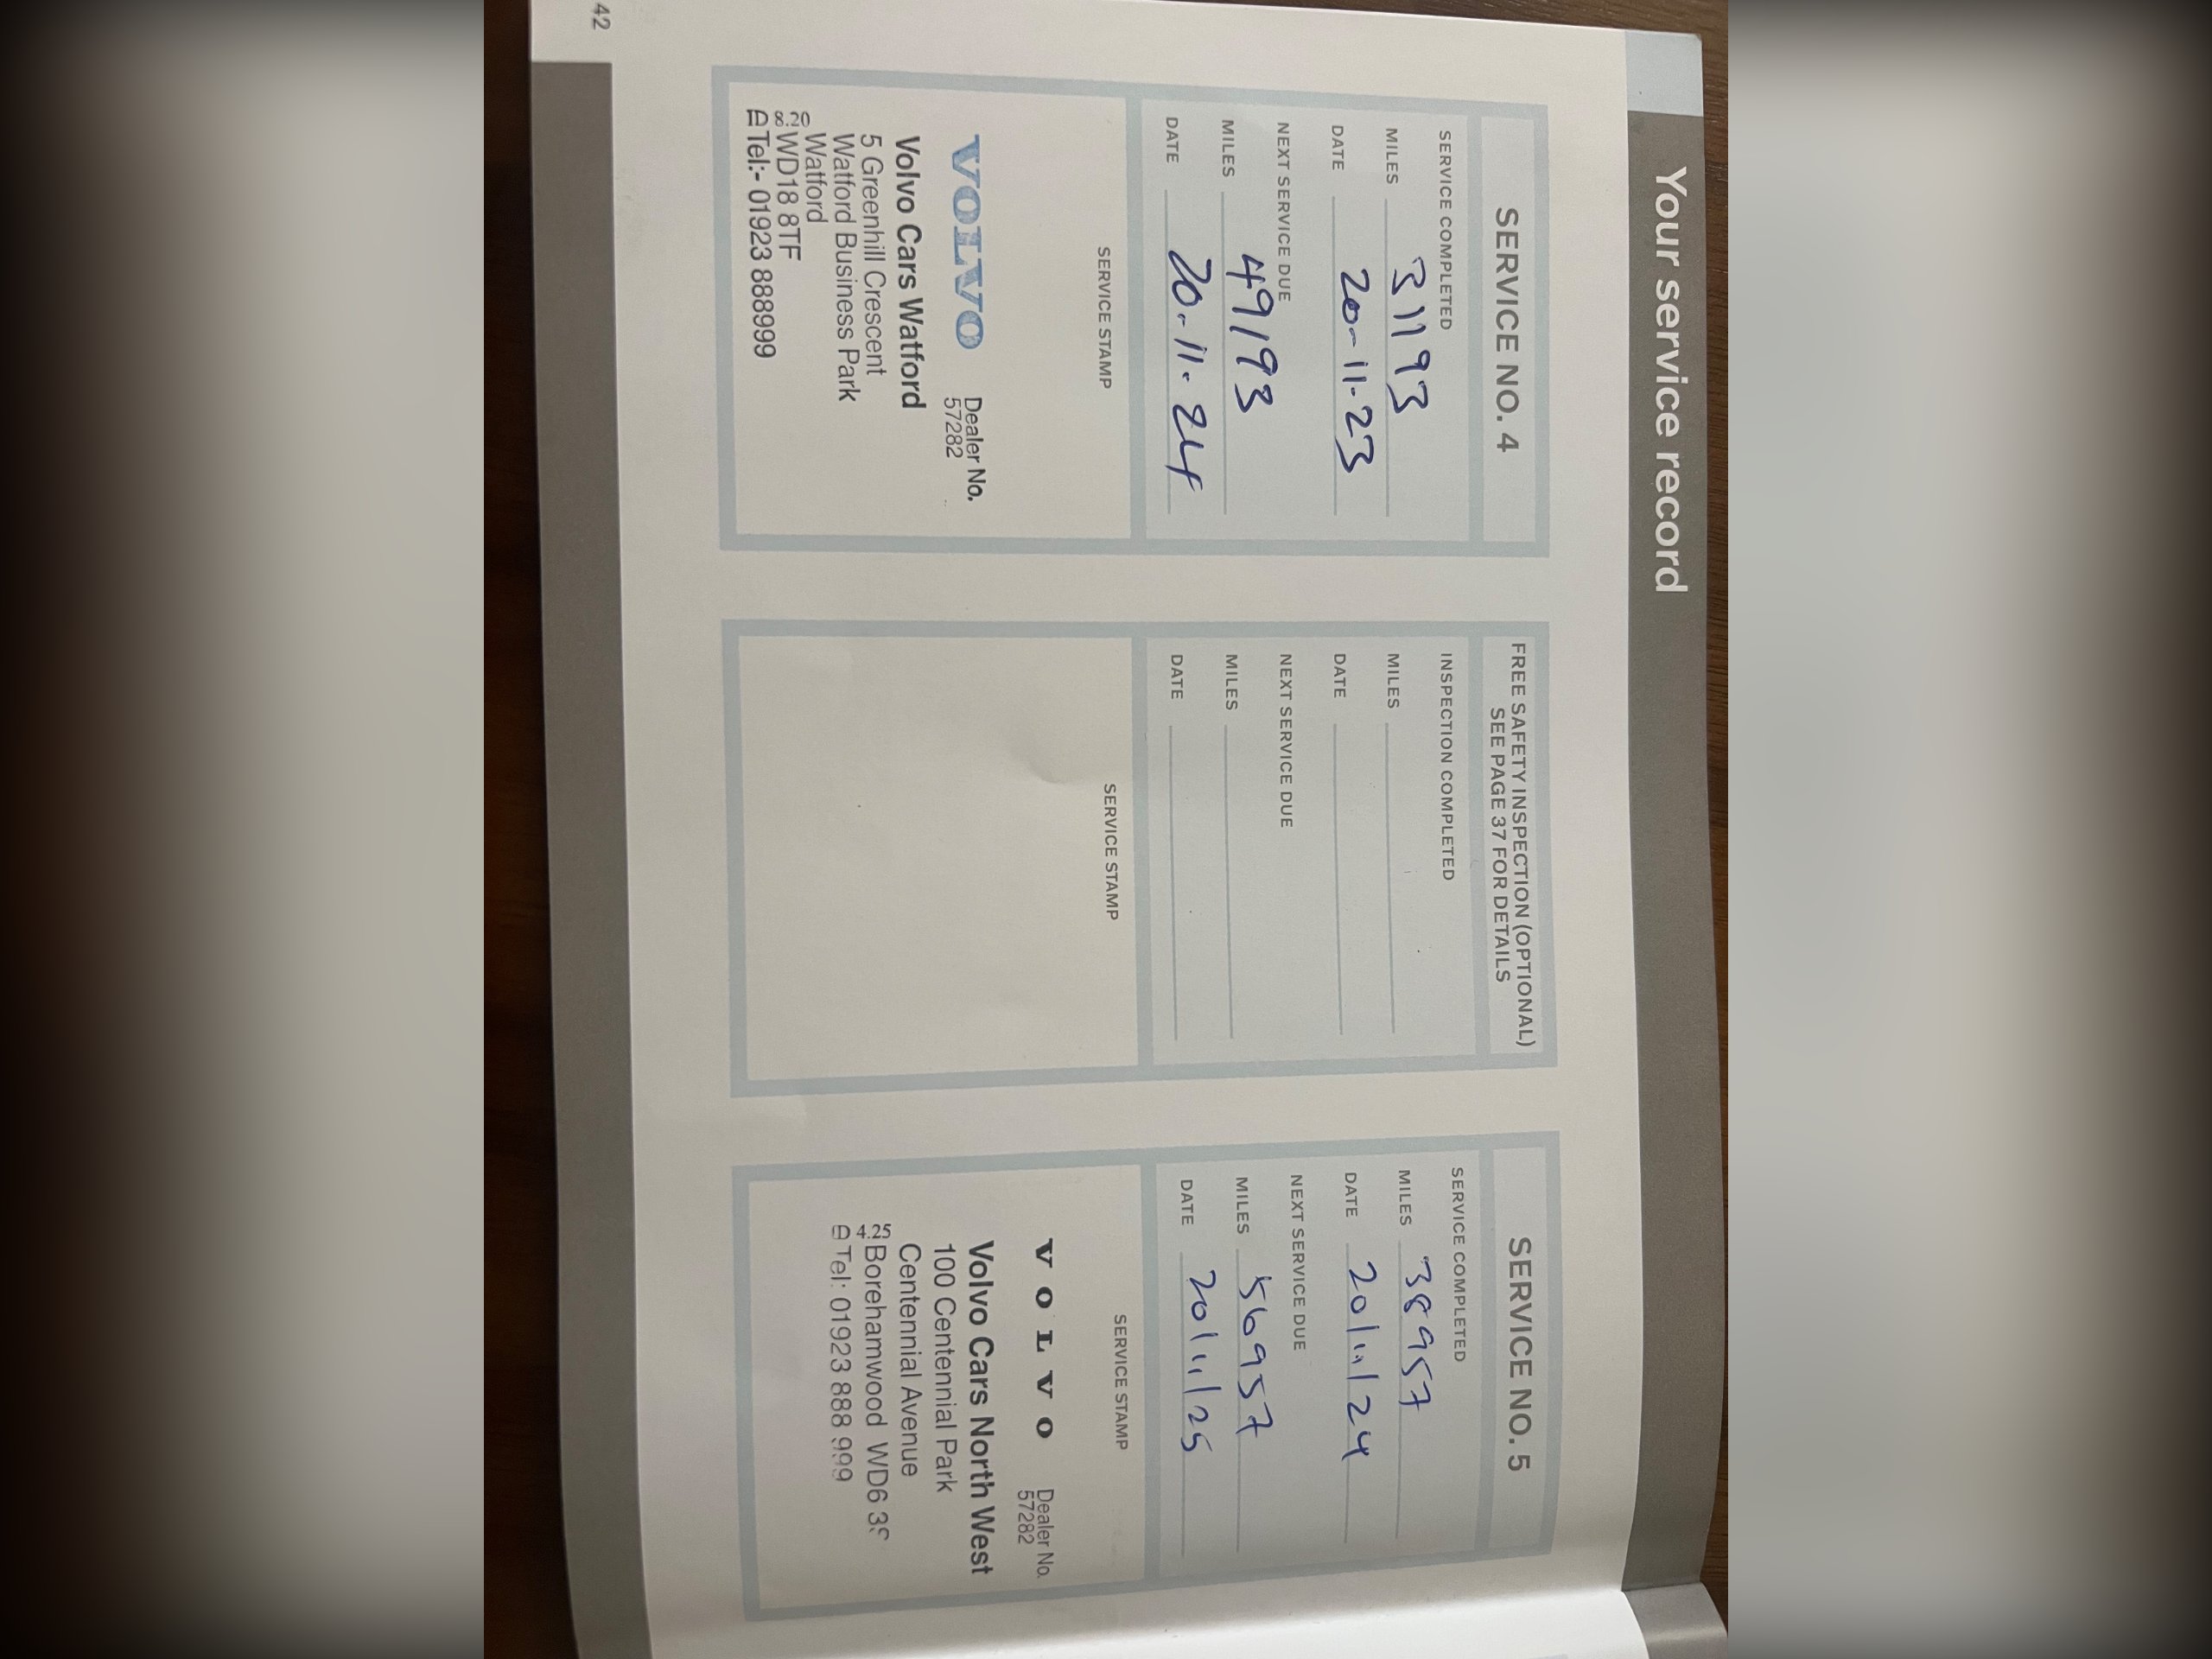 Your service record
SERVICE NO. 4
SERVICE COMPLETED
MILES 31193
DATE 20-11-23
NEXT SERVICE DUE
MILES 49193
DATE 20-11-24
SERVICE STAMP
VOLVO Dealer No.
57282
Volvo Cars Watford
5 Greenhill Crescent
Watford Business Park
Watford
8.20 WD18 8TF
Tel:- 01923 888999
FREE SAFETY INSPECTION (OPTIONAL)
SEE PAGE 37 FOR DETAILS
INSPECTION COMPLETED
MILES
DATE
NEXT SERVICE DUE
MILES
DATE
SERVICE STAMP
SERVICE NO. 5
SERVICE COMPLETED
MILES 38957
DATE 20/11/24
NEXT SERVICE DUE
MILES 56957
DATE 20/11/25
SERVICE STAMP
VOLVO Dealer No.
57282
Volvo Cars North West
100 Centennial Park
Centennial Avenue
4.25 Borehamwood WD6
Tel: 01923 888 999
42